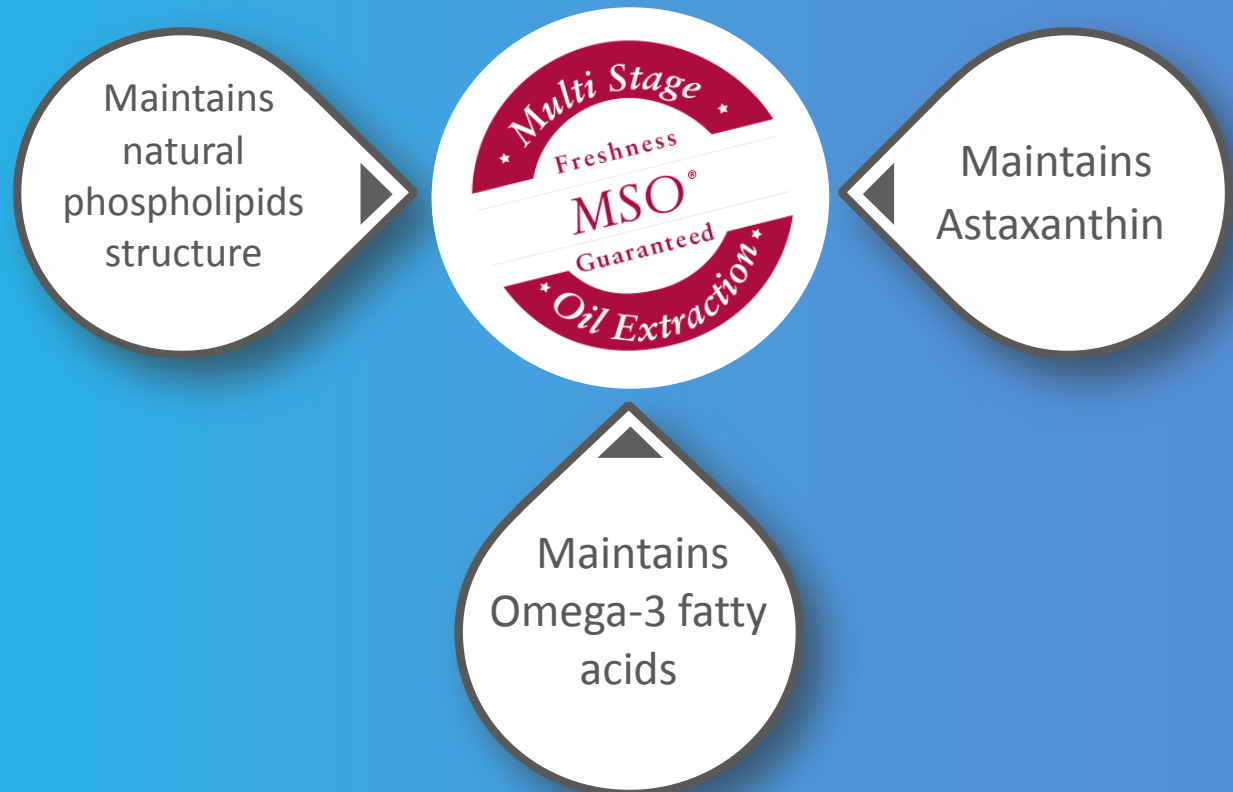 Maintains
natural
phospholipids
structure
Multi Stage
Freshness
MSO®
Guaranteed
Oil Extraction
Maintains
Astaxanthin
Maintains
Omega-3 fatty
acids